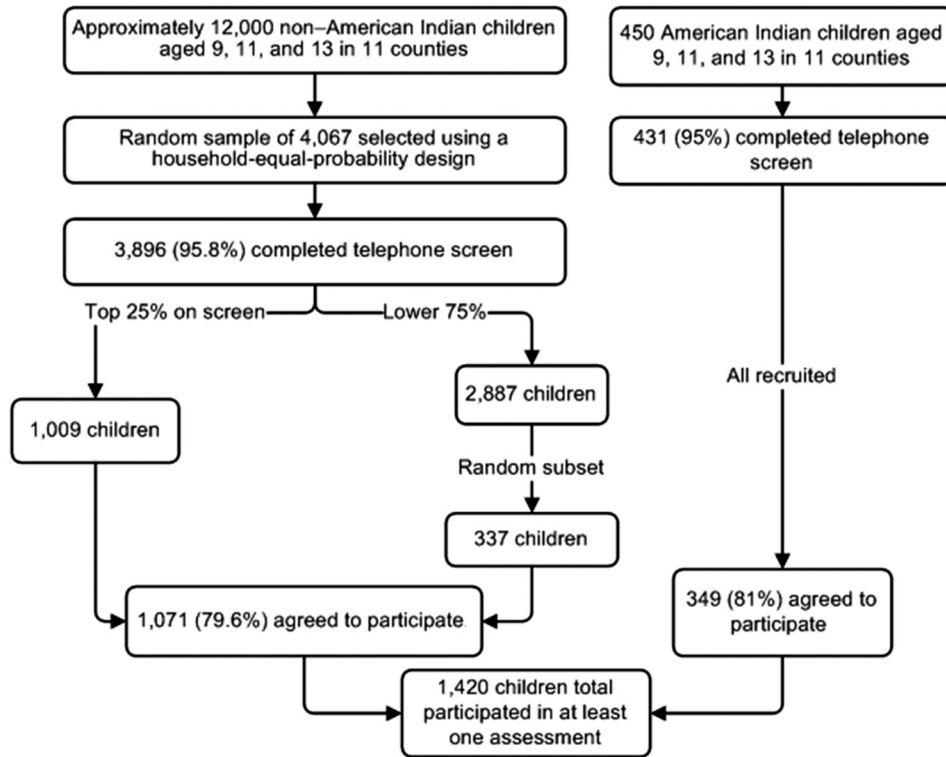 Approximately 12,000 non–American Indian children
aged 9, 11, and 13 in 11 counties
450 American Indian children aged
9, 11, and 13 in 11 counties
Random sample of 4,067 selected using a
household-equal-probability design
431 (95%) completed telephone
screen
3,896 (95.8%) completed telephone screen
Top 25% on screen
Lower 75%
2,887 children
All recruited
1,009 children
Random subset
337 children
1,071 (79.6%) agreed to participate.
349 (81%) agreed to
participate
1,420 children total
participated in at least
one assessment